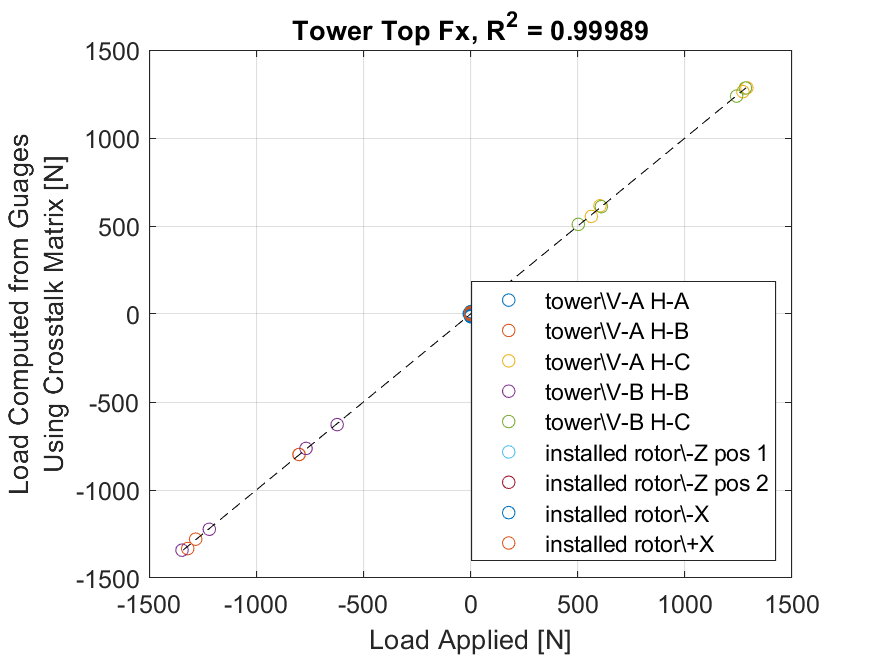 Tower Top Fx, R2 = 0.99989
1500
1000
500
0
-500
-1000
-1500
Load Computed from Guages
Using Crosstalk Matrix [N]
tower\V-A H-A
tower\V-A H-B
tower\V-A H-C
tower\V-B H-B
tower\V-B H-C
installed rotor\-Z pos 1
installed rotor\-Z pos 2
installed rotor\-X
installed rotor\+X
-1500 -1000 -500 0 500 1000 1500
Load Applied [N]